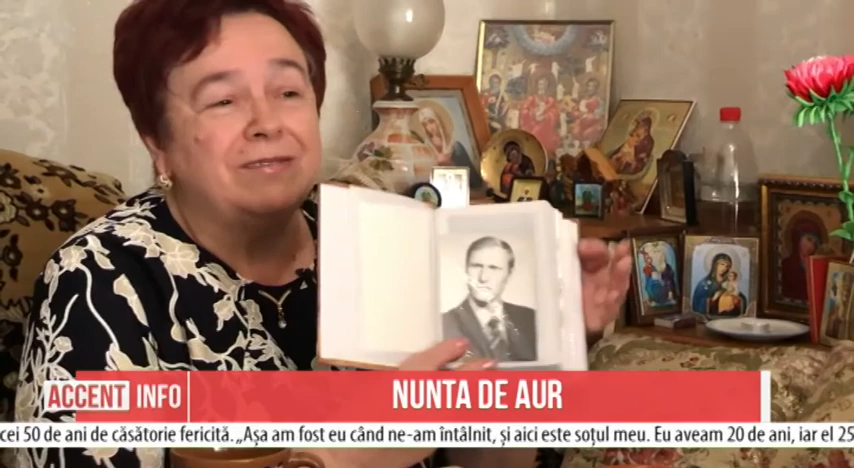 ACCENT INFO
NUNTA DE AUR
cei 50 de ani de căsătorie fericită. „Așa am fost eu când ne-am întâlnit, și aici este soțul meu. Eu aveam 20 de ani, iar el 25